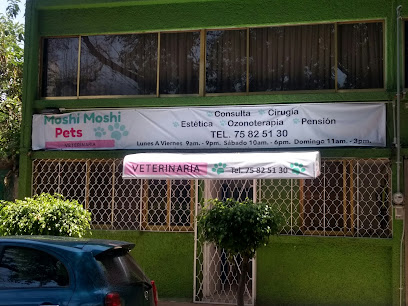 Moshi Moshi
Pets
VETERINARIA
Consulta Cirugía
Estética Ozonoterapia Pensión
TEL. 75 82 51 30
Lunes A Viernes 9am. - 9pm. Sábado 10am. - 6pm. Domingo 11am. - 3pm.
VETERINARIA Tel. 75 82 51 30